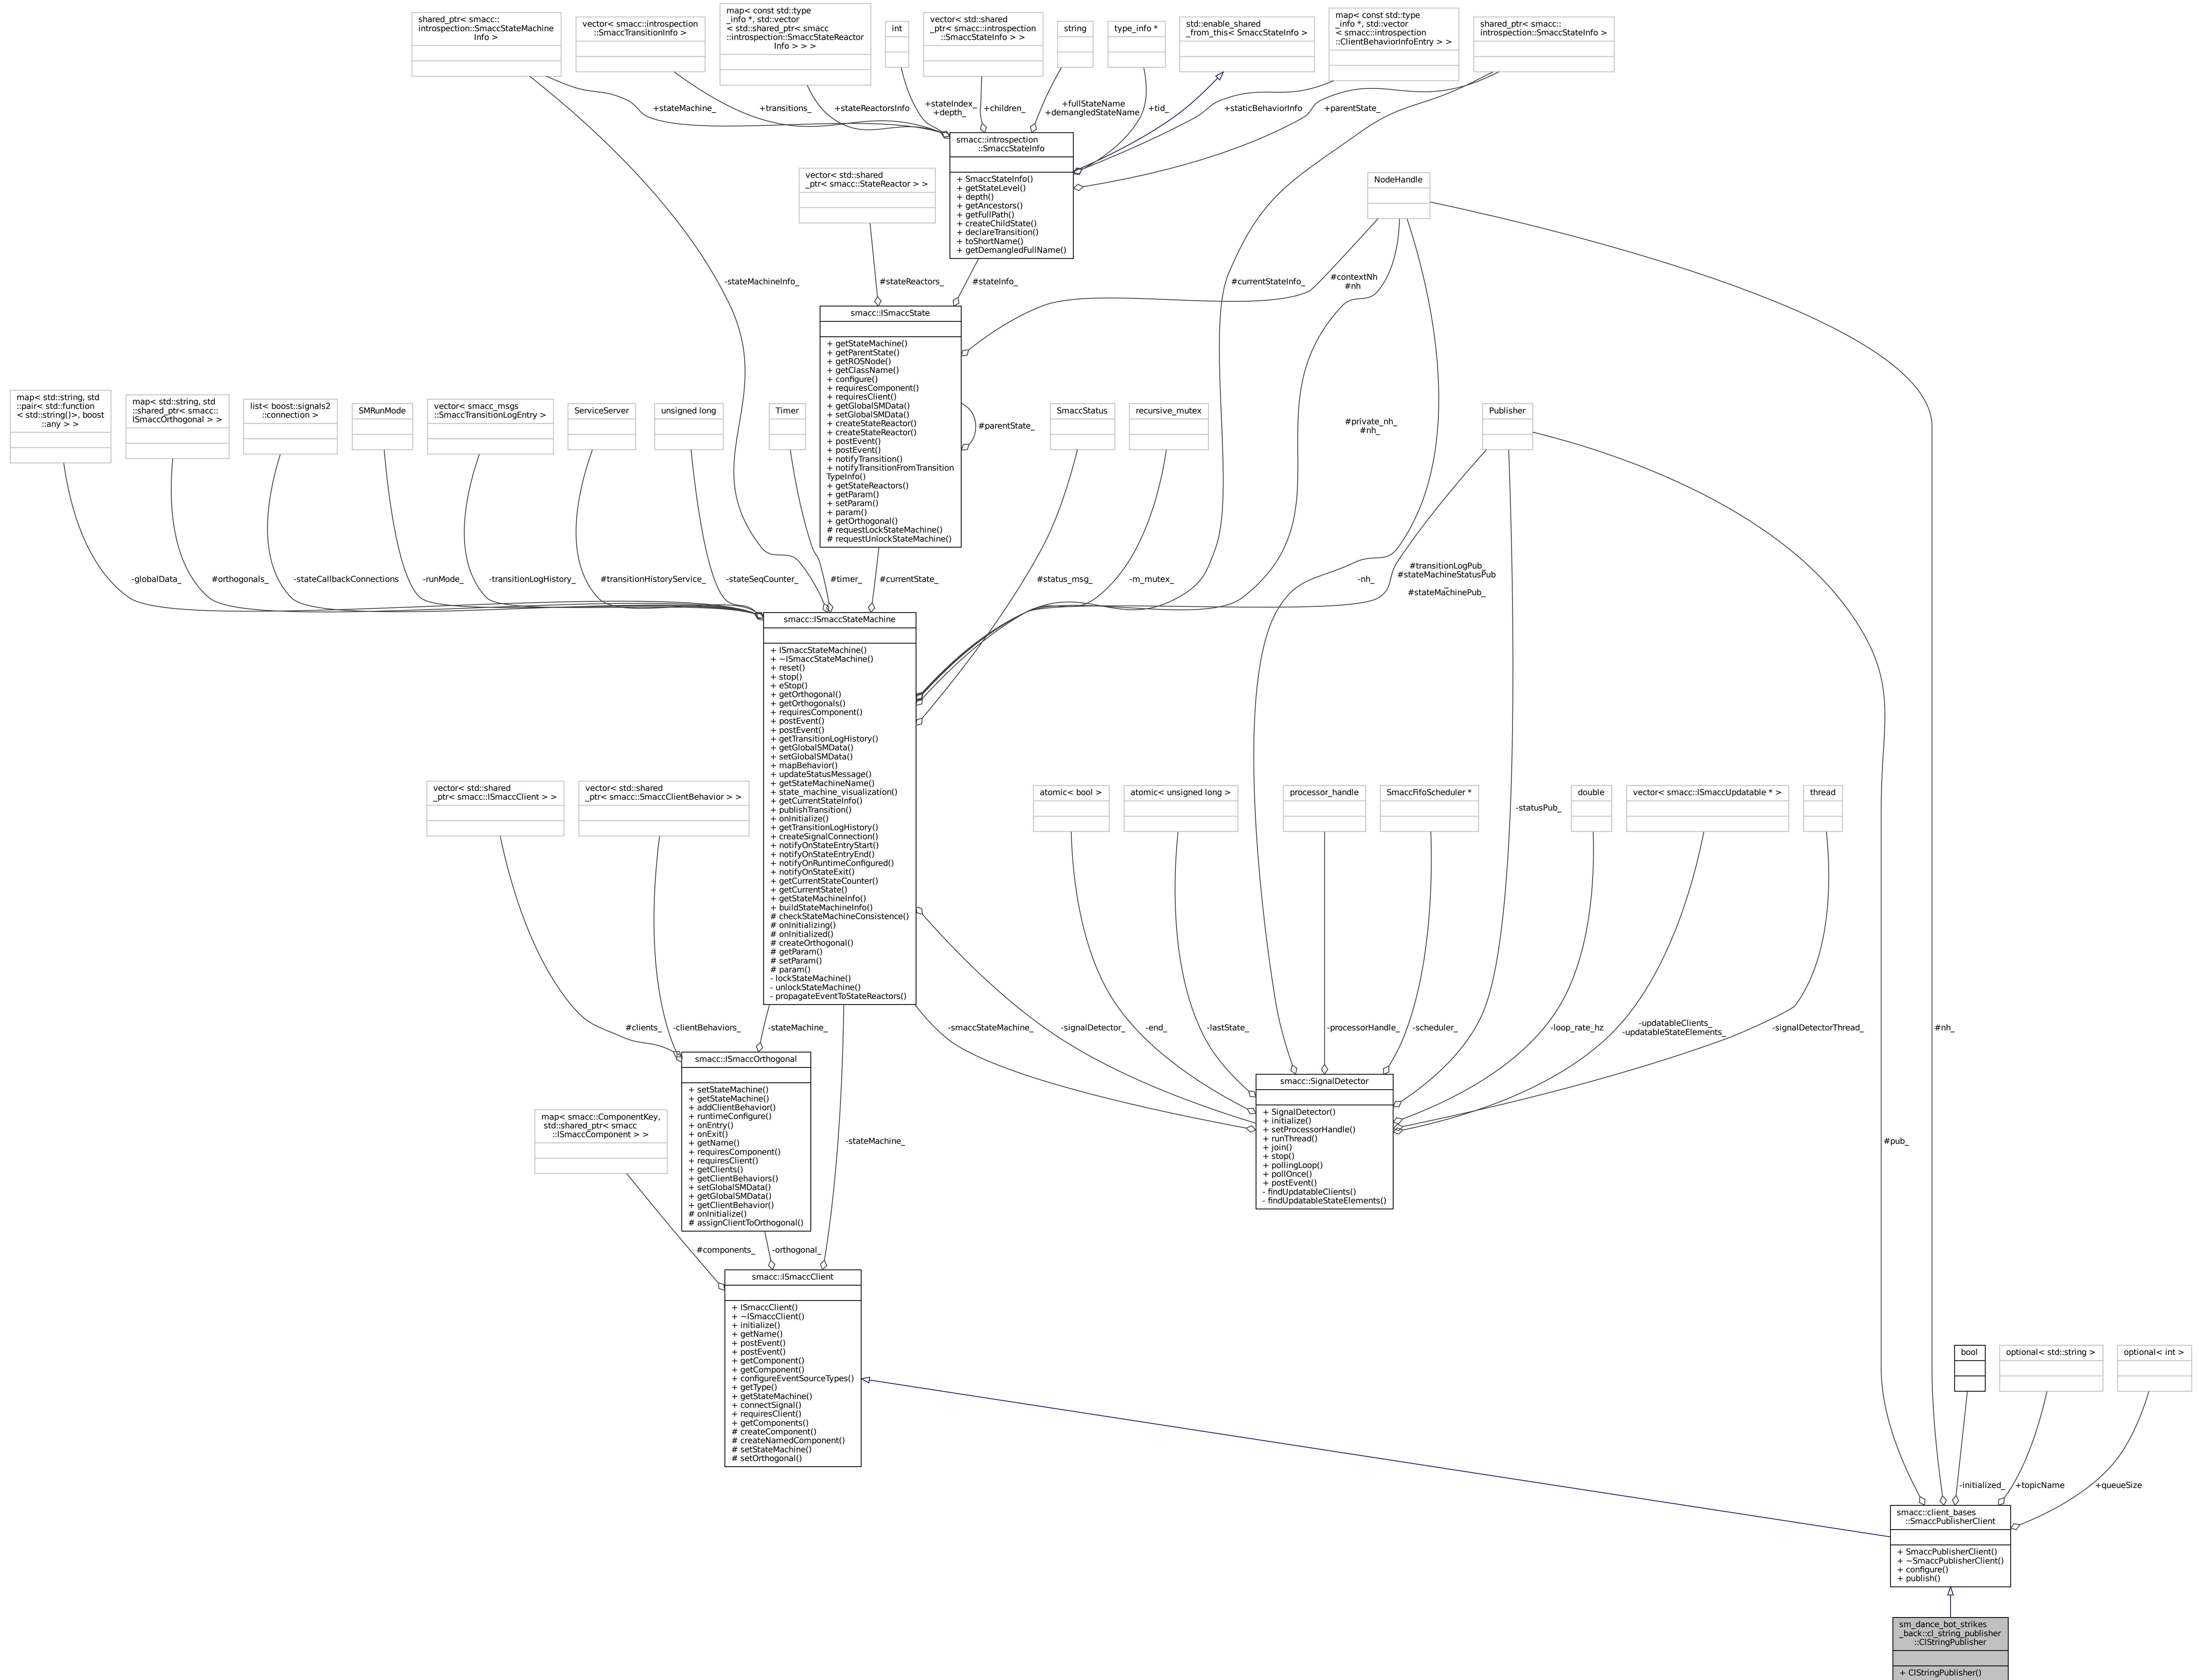 shared_ptr< smacc::
introspection::SmaccStateMachine
Info >
vector< smacc::introspection
::SmaccTransitionInfo >
map< const std::type
_info *, std::vector
< std::shared_ptr< smacc
::introspection::SmaccStateReactor
Info > > >
int
vector< std::shared
_ptr< smacc::introspection
::SmaccStateInfo > >
string
type_info *
std::enable_shared
_from_this< SmaccStateInfo >
map< const std::type
_info *, std::vector
< smacc::introspection
::ClientBehaviorInfoEntry > >
shared_ptr< smacc::
introspection::SmaccStateInfo >
+stateMachine_
+transitions_
+stateReactorsInfo
+stateIndex_
+depth_
+children_
+fullStateName
+demangledStateName
+tid_
+staticBehaviorInfo
+parentState_
smacc::introspection
::SmaccStateInfo
+ SmaccStateInfo()
+ getStateLevel()
+ depth()
+ getAncestors()
+ getFullPath()
+ createChildState()
+ declareTransition()
+ toShortName()
+ getDemangledFullName()
vector< std::shared
_ptr< smacc::StateReactor > >
NodeHandle
-stateMachineInfo_
#stateReactors_
#stateInfo_
#currentStateInfo_
#contextNh
#nh
smacc::ISmaccState
+ getStateMachine()
+ getParentState()
+ getROSNode()
+ getClassName()
+ configure()
+ requiresComponent()
+ requiresClient()
+ getGlobalSMData()
+ setGlobalSMData()
+ createStateReactor()
+ createStateReactor()
+ postEvent()
+ postEvent()
+ notifyTransition()
+ notifyTransitionFromTransition
TypeInfo()
+ getStateReactors()
+ getParam()
+ setParam()
+ param()
+ getOrthogonal()
# requestLockStateMachine()
# requestUnlockStateMachine()
#parentState_
map< std::string, std
::pair< std::function
< std::string()>, boost
::any > >
map< std::string, std
::shared_ptr< smacc::
ISmaccOrthogonal > >
list< boost::signals2
::connection >
SMRunMode
vector< smacc_msgs
::SmaccTransitionLogEntry >
ServiceServer
unsigned long
Timer
SmaccStatus
recursive_mutex
#private_nh_
#nh_
Publisher
-globalData_
#orthogonals_
-stateCallbackConnections
-runMode_
-transitionLogHistory_
#transitionHistoryService_
-stateSeqCounter_
#timer_
#currentState_
#status_msg_
-m_mutex_
-nh_
#transitionLogPub_
#stateMachineStatusPub
_
#stateMachinePub_
smacc::ISmaccStateMachine
+ ISmaccStateMachine()
+ ~ISmaccStateMachine()
+ reset()
+ stop()
+ eStop()
+ getOrthogonal()
+ getOrthogonals()
+ requiresComponent()
+ postEvent()
+ postEvent()
+ getTransitionLogHistory()
+ getGlobalSMData()
+ setGlobalSMData()
+ mapBehavior()
+ updateStatusMessage()
+ getStateMachineName()
+ state_machine_visualization()
+ getCurrentStateInfo()
+ publishTransition()
+ onInitialize()
+ getTransitionLogHistory()
+ createSignalConnection()
+ notifyOnStateEntryStart()
+ notifyOnStateEntryEnd()
+ notifyOnRuntimeConfigured()
+ notifyOnStateExit()
+ getCurrentStateCounter()
+ getCurrentState()
+ getStateMachineInfo()
+ buildStateMachineInfo()
# checkStateMachineConsistence()
# onInitializing()
# onInitialized()
# createOrthogonal()
# getParam()
# setParam()
# param()
- lockStateMachine()
- unlockStateMachine()
- propagateEventToStateReactors()
vector< std::shared
_ptr< smacc::ISmaccClient > >
vector< std::shared
_ptr< smacc::SmaccClientBehavior > >
atomic< bool >
atomic< unsigned long >
processor_handle
SmaccFifoScheduler *
double
vector< smacc::ISmaccUpdatable * >
thread
-statusPub_
#clients_
-clientBehaviors_
-stateMachine_
-smaccStateMachine_
-signalDetector_
-end_
-lastState_
-processorHandle_
-scheduler_
-loop_rate_hz
-updatableClients_
-updatableStateElements_
-signalDetectorThread_
#nh_
smacc::ISmaccOrthogonal
+ setStateMachine()
+ getStateMachine()
+ addClientBehavior()
+ runtimeConfigure()
+ onEntry()
+ onExit()
+ getName()
+ requiresComponent()
+ requiresClient()
+ getClients()
+ getClientBehaviors()
+ setGlobalSMData()
+ getGlobalSMData()
+ getClientBehavior()
# onInitialize()
# assignClientToOrthogonal()
smacc::SignalDetector
+ SignalDetector()
+ initialize()
+ setProcessorHandle()
+ runThread()
+ join()
+ stop()
+ pollingLoop()
+ pollOnce()
+ postEvent()
- findUpdatableClients()
- findUpdatableStateElements()
map< smacc::ComponentKey,
std::shared_ptr< smacc
::ISmaccComponent > >
-stateMachine_
#pub_
#components_
-orthogonal_
smacc::ISmaccClient
+ ISmaccClient()
+ ~ISmaccClient()
+ initialize()
+ getName()
+ postEvent()
+ postEvent()
+ getComponent()
+ getComponent()
+ configureEventSourceTypes()
+ getType()
+ getStateMachine()
+ connectSignal()
+ requiresClient()
+ getComponents()
# createComponent()
# createNamedComponent()
# setStateMachine()
# setOrthogonal()
bool
optional< std::string >
optional< int >
-initialized_
+topicName
+queueSize
smacc::client_bases
::SmaccPublisherClient
+ SmaccPublisherClient()
+ ~SmaccPublisherClient()
+ configure()
+ publish()
sm_dance_bot_strikes
_back::cl_string_publisher
::ClStringPublisher
+ ClStringPublisher()